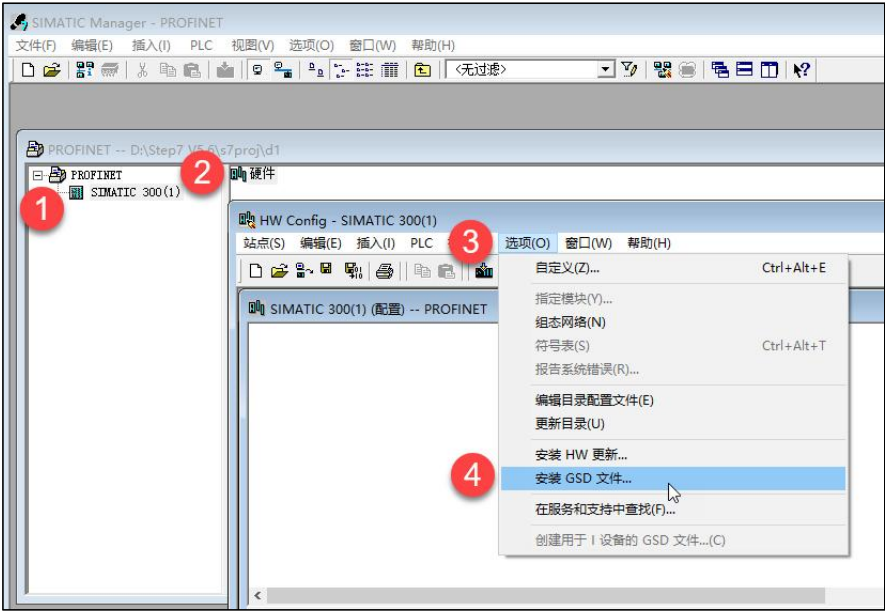 SIMATIC Manager - PROFINET
文件(F) 编辑(E) 插入(I) PLC 视图(V) 选项(O) 窗口(W) 帮助(H)
<无过滤>
PROFINET -- D:\Step7 V5.6\s7proj\d1
PROFINET
2
硬件
SIMATIC 300(1)
1
HW Config - SIMATIC 300(1)
站点(S) 编辑(E) 插入(I) PLC
3
选项(O) 窗口(W) 帮助(H)
自定义(Z)... Ctrl+Alt+E
SIMATIC 300(1) (配置) -- PROFINET
指定模块(Y)...
组态网络(N)
符号表(S) Ctrl+Alt+T
报告系统错误(R)...
编辑目录配置文件(E)
更新目录(U)
安装 HW 更新...
4
安装 GSD 文件...
在服务和支持中查找(F)...
创建用于 I 设备的 GSD 文件...(C)